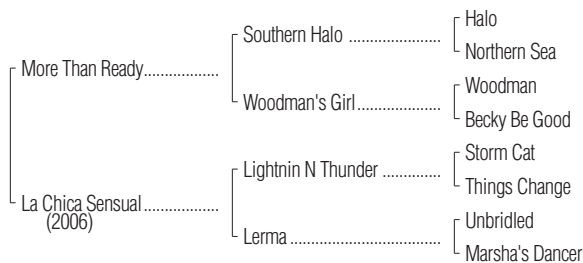 Halo
Southern Halo ..................
Northern Sea
More Than Ready..................
Woodman
Woodman's Girl..................
Becky Be Good
Storm Cat
Lightnin N Thunder ..............
Things Change
La Chica Sensual..................
(2006)
Unbridled
Lerma ....................................
Marsha's Dancer